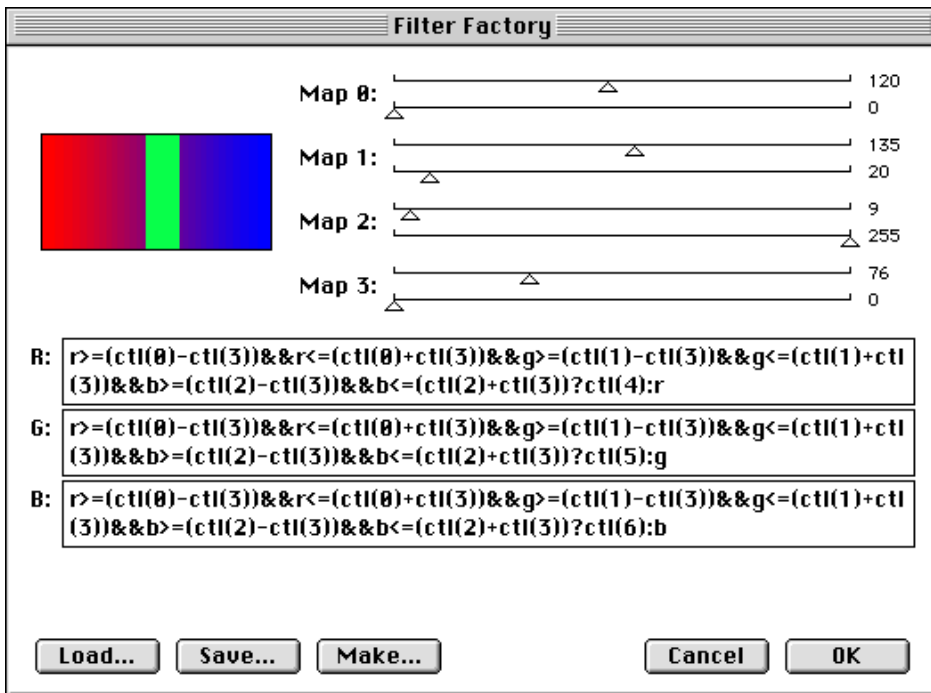 Filter Factory
Map 0:
120
0
Map 1:
135
20
Map 2:
9
255
Map 3:
76
0
R: r>=(ctl(0)-ctl(3))&&r<=(ctl(0)+ctl(3))&&g>=(ctl(1)-ctl(3))&&g<=(ctl(1)+ctl
(3))&&b>=(ctl(2)-ctl(3))&&b<=(ctl(2)+ctl(3))?ctl(4):r
G: r>=(ctl(0)-ctl(3))&&r<=(ctl(0)+ctl(3))&&g>=(ctl(1)-ctl(3))&&g<=(ctl(1)+ctl
(3))&&b>=(ctl(2)-ctl(3))&&b<=(ctl(2)+ctl(3))?ctl(5):g
B: r>=(ctl(0)-ctl(3))&&r<=(ctl(0)+ctl(3))&&g>=(ctl(1)-ctl(3))&&g<=(ctl(1)+ctl
(3))&&b>=(ctl(2)-ctl(3))&&b<=(ctl(2)+ctl(3))?ctl(6):b
Load... Save... Make... Cancel OK